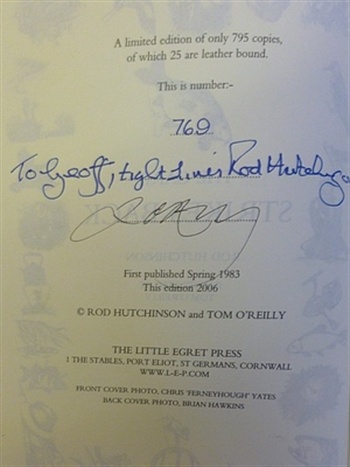 A limited edition of only 795 copies,
of which 25 are leather bound.
This is number:-
769
To Geoff, tight lines Rod Hutchinson
First published Spring 1983
This edition 2006
© ROD HUTCHINSON and TOM O'REILLY
THE LITTLE EGRET PRESS
1 THE STABLES, PORT ELIOT, ST GERMANS, CORNWALL
WWW.L-E-P.COM
FRONT COVER PHOTO, CHRIS 'FERNEYHOUGH' YATES
BACK COVER PHOTO, BRIAN HAWKINS